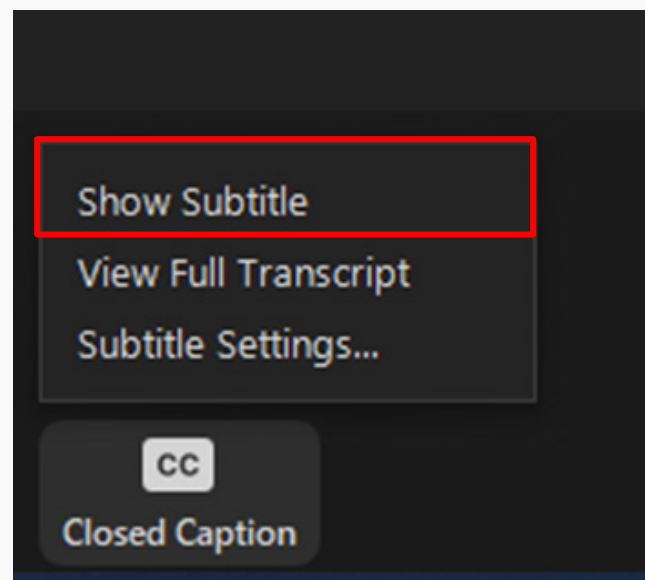 Show Subtitle
View Full Transcript
Subtitle Settings...
CC
Closed Caption